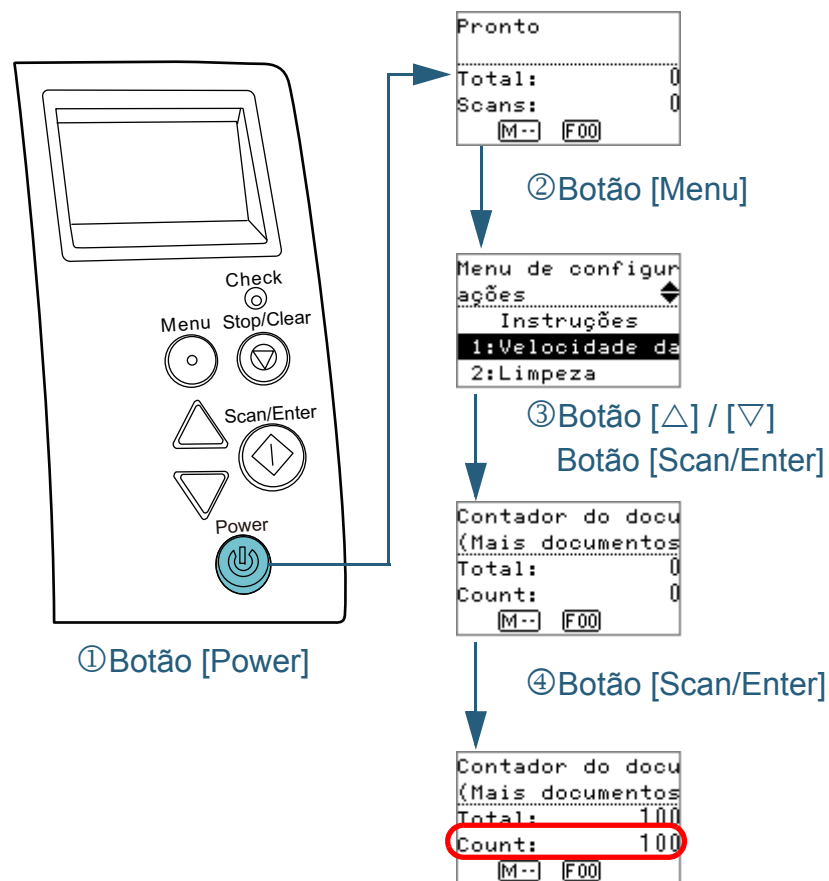 Check
Menu Stop/Clear
Scan/Enter
Power
①Botão [Power]
Pronto
Total: 0
Scans: 0
M-- F00
②Botão [Menu]
Menu de configur
ações
Instruções
1:Velocidade da
2:Limpeza
③Botão [△] / [▽]
Botão [Scan/Enter]
Contador do docu
(Mais documentos
Total: 0
Count: 0
M-- F00
④Botão [Scan/Enter]
Contador do docu
(Mais documentos
Total: 100
Count: 100
M-- F00